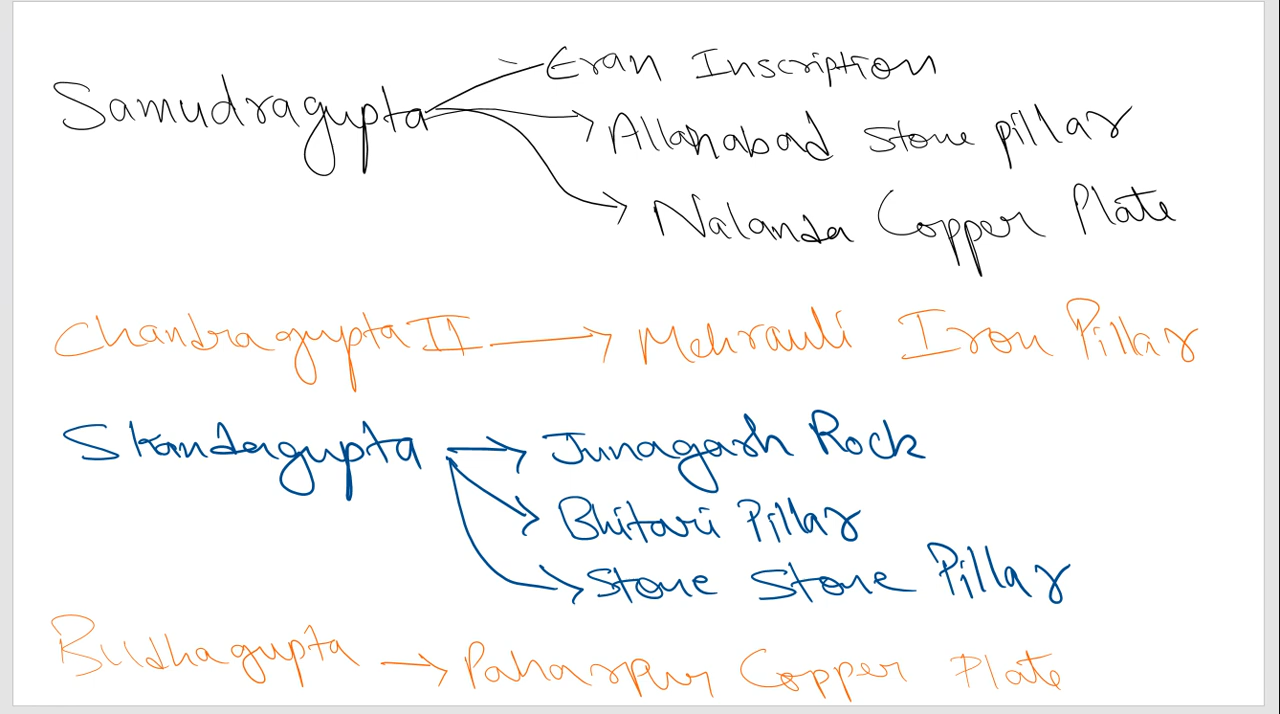 Samudragupta - Eran Inscription
→ Allahabad stone pillar
→ Nalanda Copper Plate
Chandragupta II → Mehrauli Iron Pillar
Skandagupta → Junagash Rock
→ Bhitari Pillar
→ Stone Stone Pillar
Budhagupta → Paharpur Copper Plate